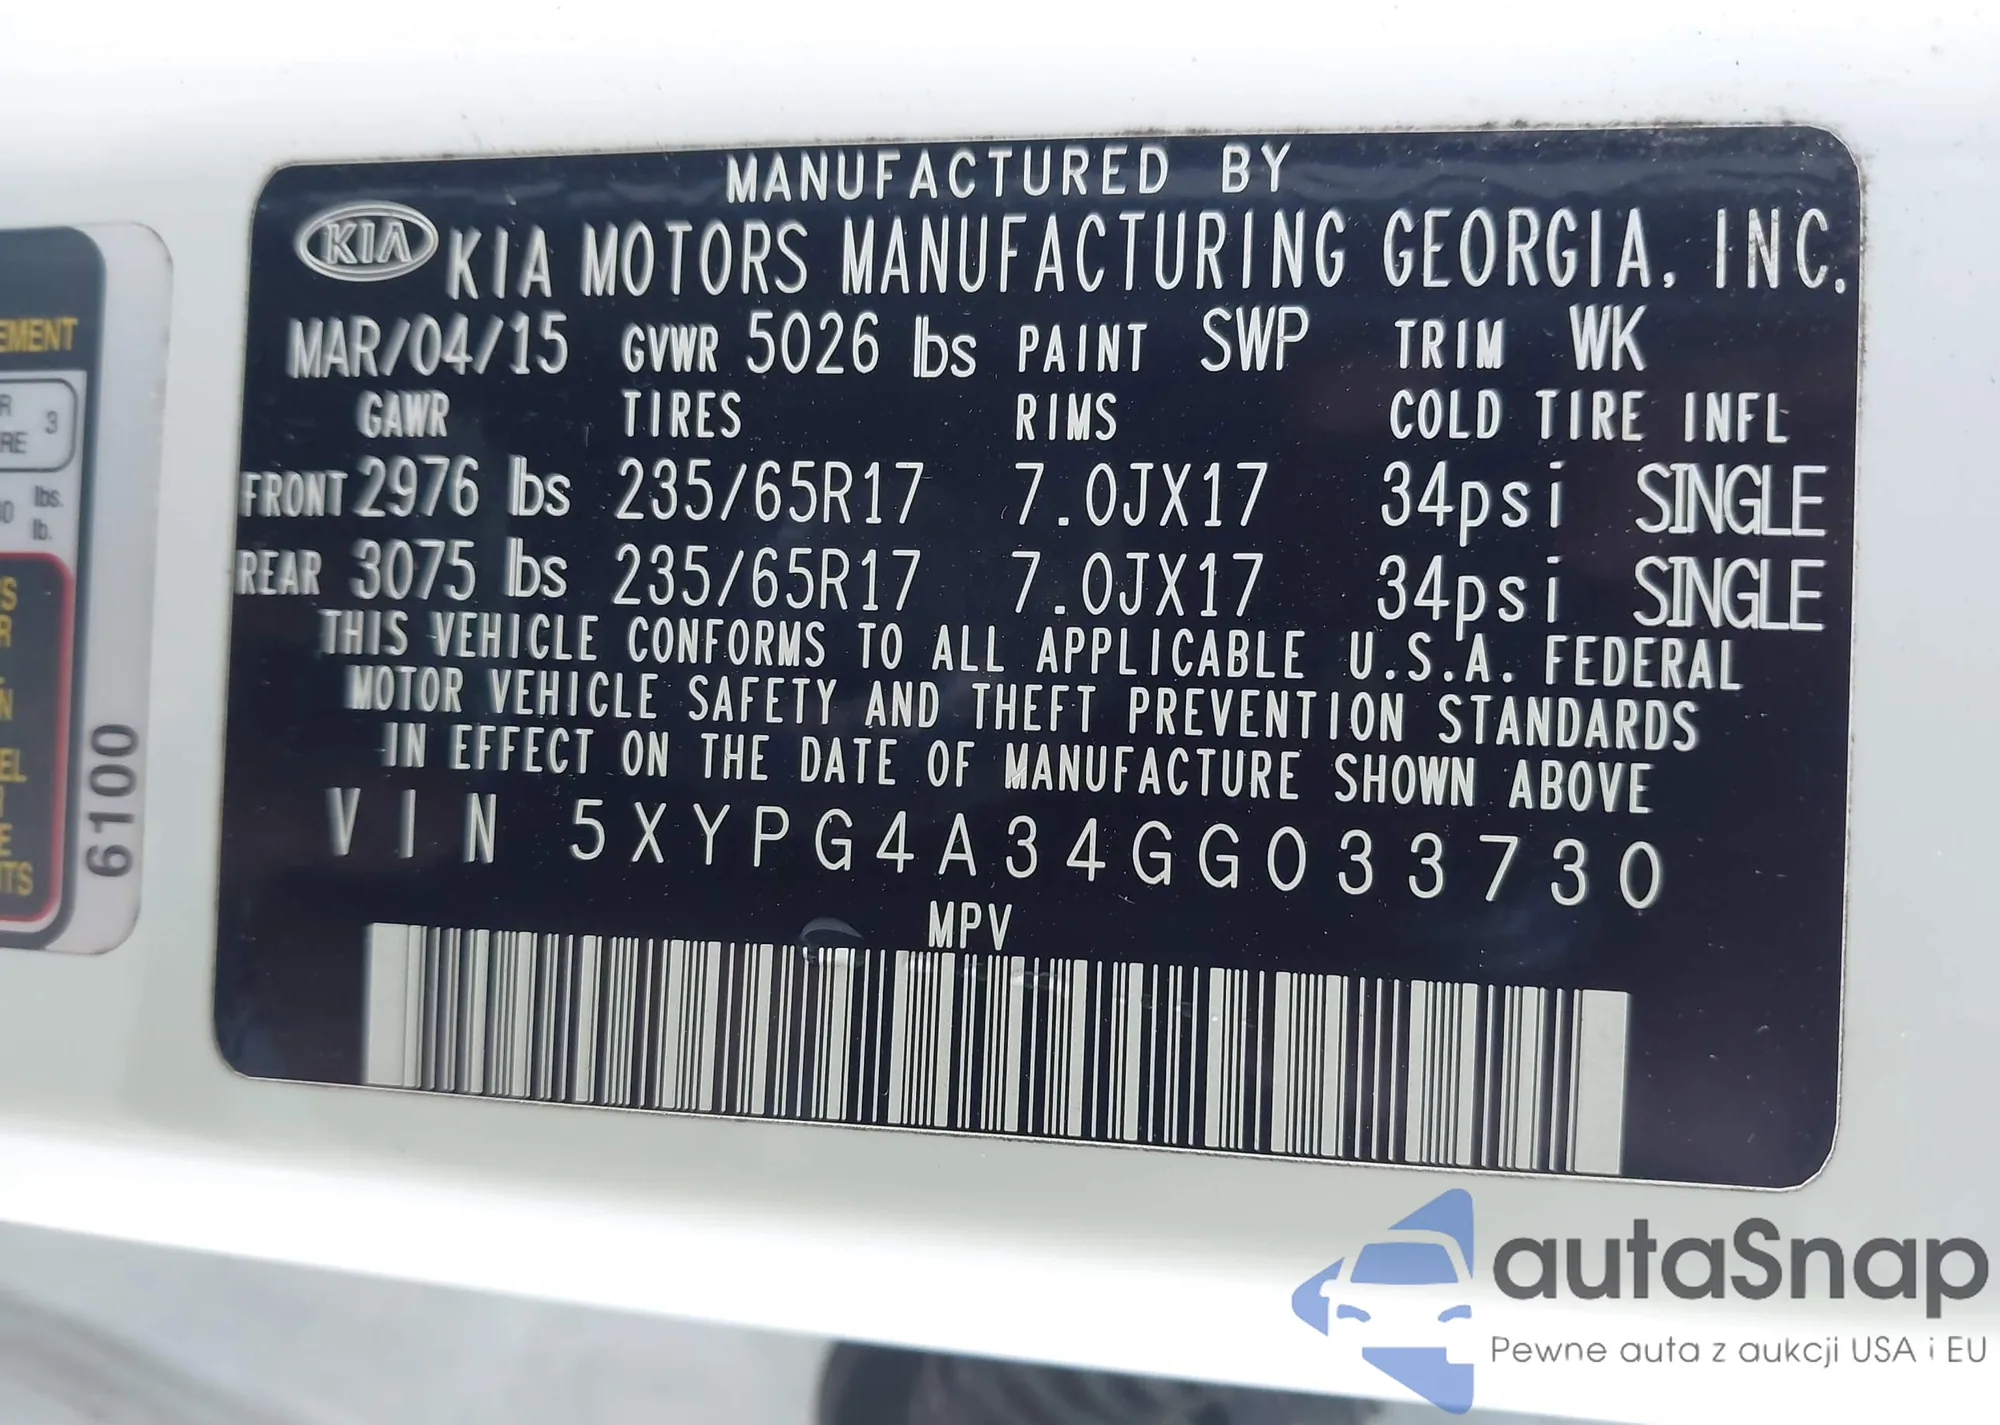 MANUFACTURED BY
KIA KIA MOTORS MANUFACTURING GEORGIA, INC.
MAR/04/15 GVWR 5026 lbs PAINT SWP TRIM WK
GAWR TIRES RIMS COLD TIRE INFL
FRONT 2976 lbs 235/65R17 7.0JX17 34psi SINGLE
REAR 3075 lbs 235/65R17 7.0JX17 34psi SINGLE
THIS VEHICLE CONFORMS TO ALL APPLICABLE U.S.A. FEDERAL
MOTOR VEHICLE SAFETY AND THEFT PREVENTION STANDARDS
IN EFFECT ON THE DATE OF MANUFACTURE SHOWN ABOVE
VIN 5XYPG4A34GG033730
MPV
3
lbs.
lb.
6100
autaSnap
Pewne auta z aukcji USA i EU